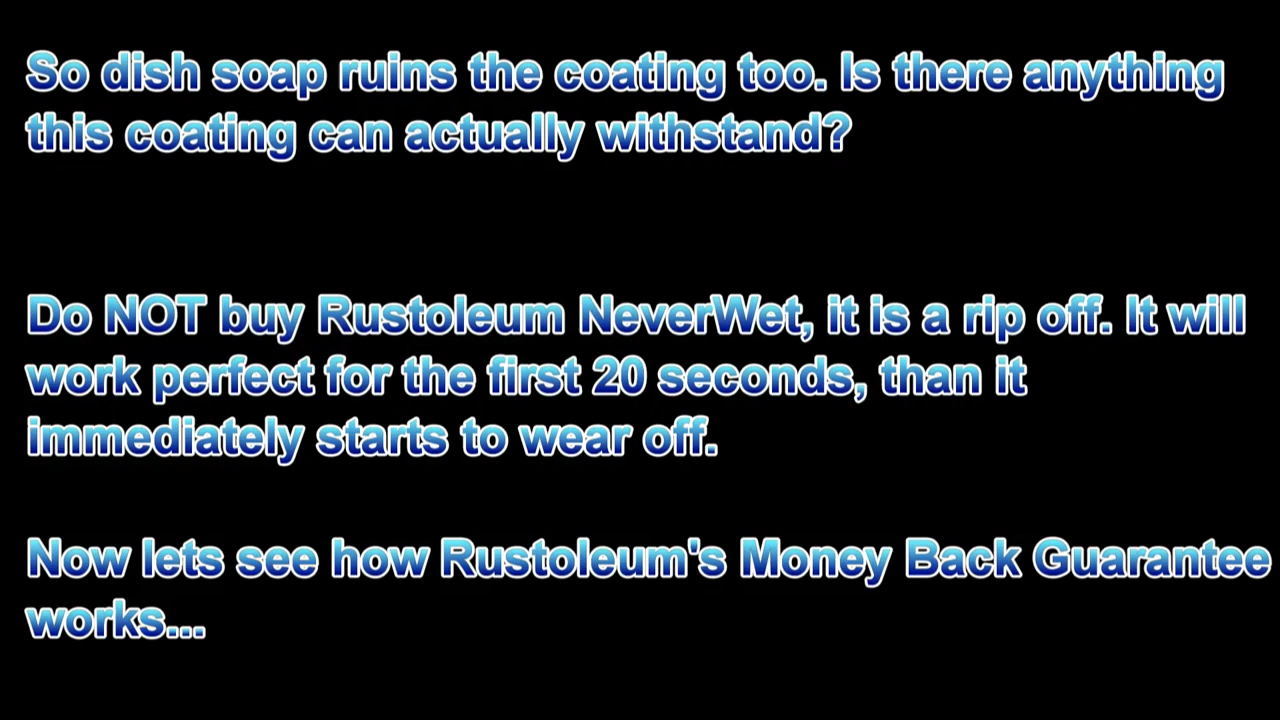 So dish soap ruins the coating too. Is there anything
this coating can actually withstand?
Do NOT buy Rustoleum NeverWet, it is a rip off. It will
work perfect for the first 20 seconds, than it
immediately starts to wear off.
Now lets see how Rustoleum's Money Back Guarantee
works...